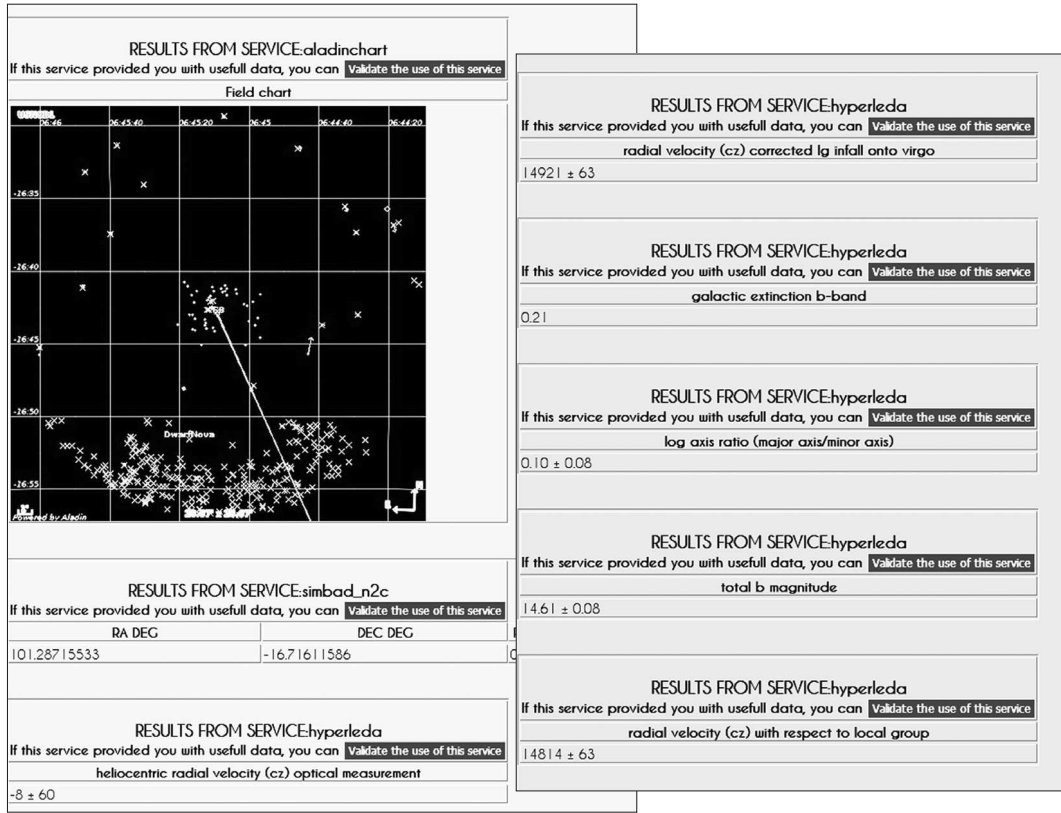 RESULTS FROM SERVICE:aladinchart
If this service provided you with usefull data, you can Validate the use of this service
Field chart
06:46 06:45:40 06:45:20 06:45 06:44:40 06:44:20
-16:35
-16:40
-16:45
-16:50
DwarfNova
-16:55
Powered by Aladin
RESULTS FROM SERVICE:simbad_n2c
If this service provided you with usefull data, you can Validate the use of this service
RA DEG DEC DEG
101.28715533 -16.71611586
RESULTS FROM SERVICE:hyperleda
If this service provided you with usefull data, you can Validate the use of this service
heliocentric radial velocity (cz) optical measurement
-8 ± 60
RESULTS FROM SERVICE:hyperleda
If this service provided you with usefull data, you can Validate the use of this service
radial velocity (cz) corrected lg infall onto virgo
14921 ± 63
RESULTS FROM SERVICE:hyperleda
If this service provided you with usefull data, you can Validate the use of this service
galactic extinction b-band
0.21
RESULTS FROM SERVICE:hyperleda
If this service provided you with usefull data, you can Validate the use of this service
log axis ratio (major axis/minor axis)
0.10 ± 0.08
RESULTS FROM SERVICE:hyperleda
If this service provided you with usefull data, you can Validate the use of this service
total b magnitude
14.61 ± 0.08
RESULTS FROM SERVICE:hyperleda
If this service provided you with usefull data, you can Validate the use of this service
radial velocity (cz) with respect to local group
14814 ± 63